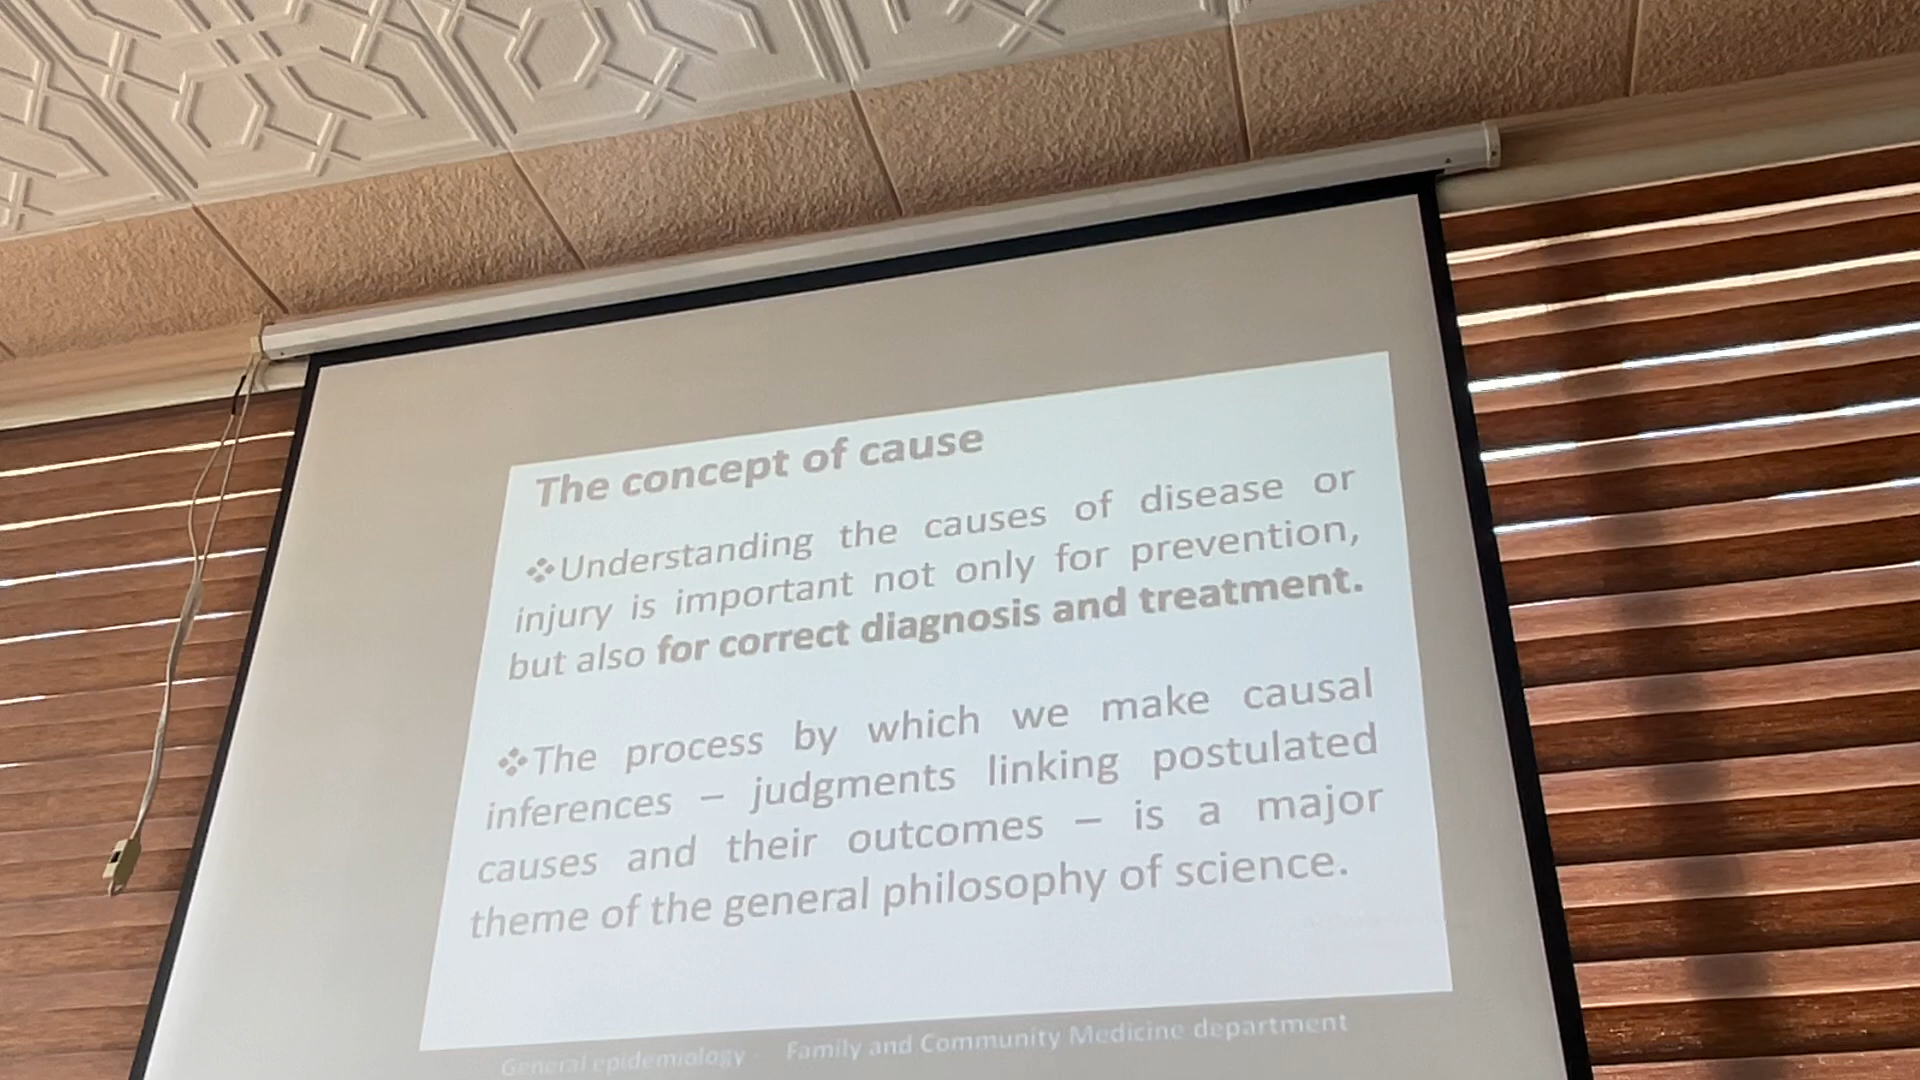 The concept of cause
❖Understanding the causes of disease or
injury is important not only for prevention,
but also for correct diagnosis and treatment.
❖The process by which we make causal
inferences – judgments linking postulated
causes and their outcomes – is a major
theme of the general philosophy of science.
General epidemiology - Family and Community Medicine department